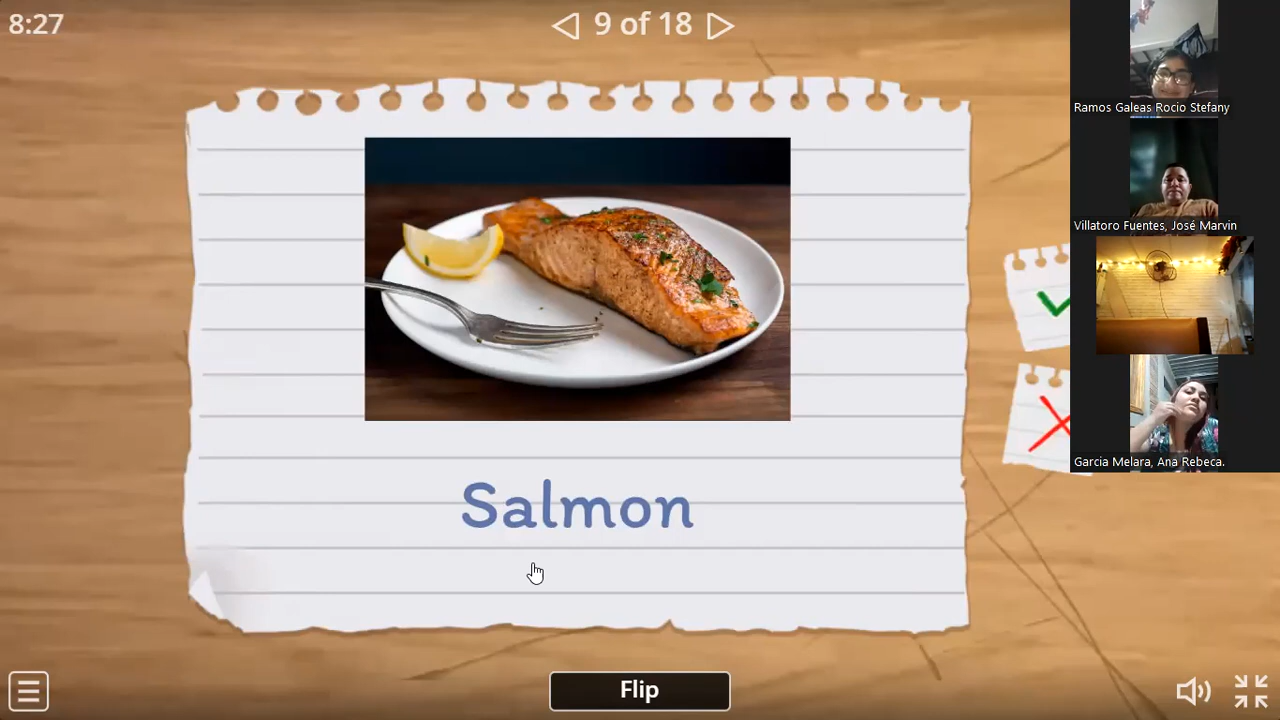 8:27
9 of 18
Salmon
Flip
Ramos Galeas Rocio Stefany
Villatoro Fuentes, José Marvin
Garcia Melara, Ana Rebeca.